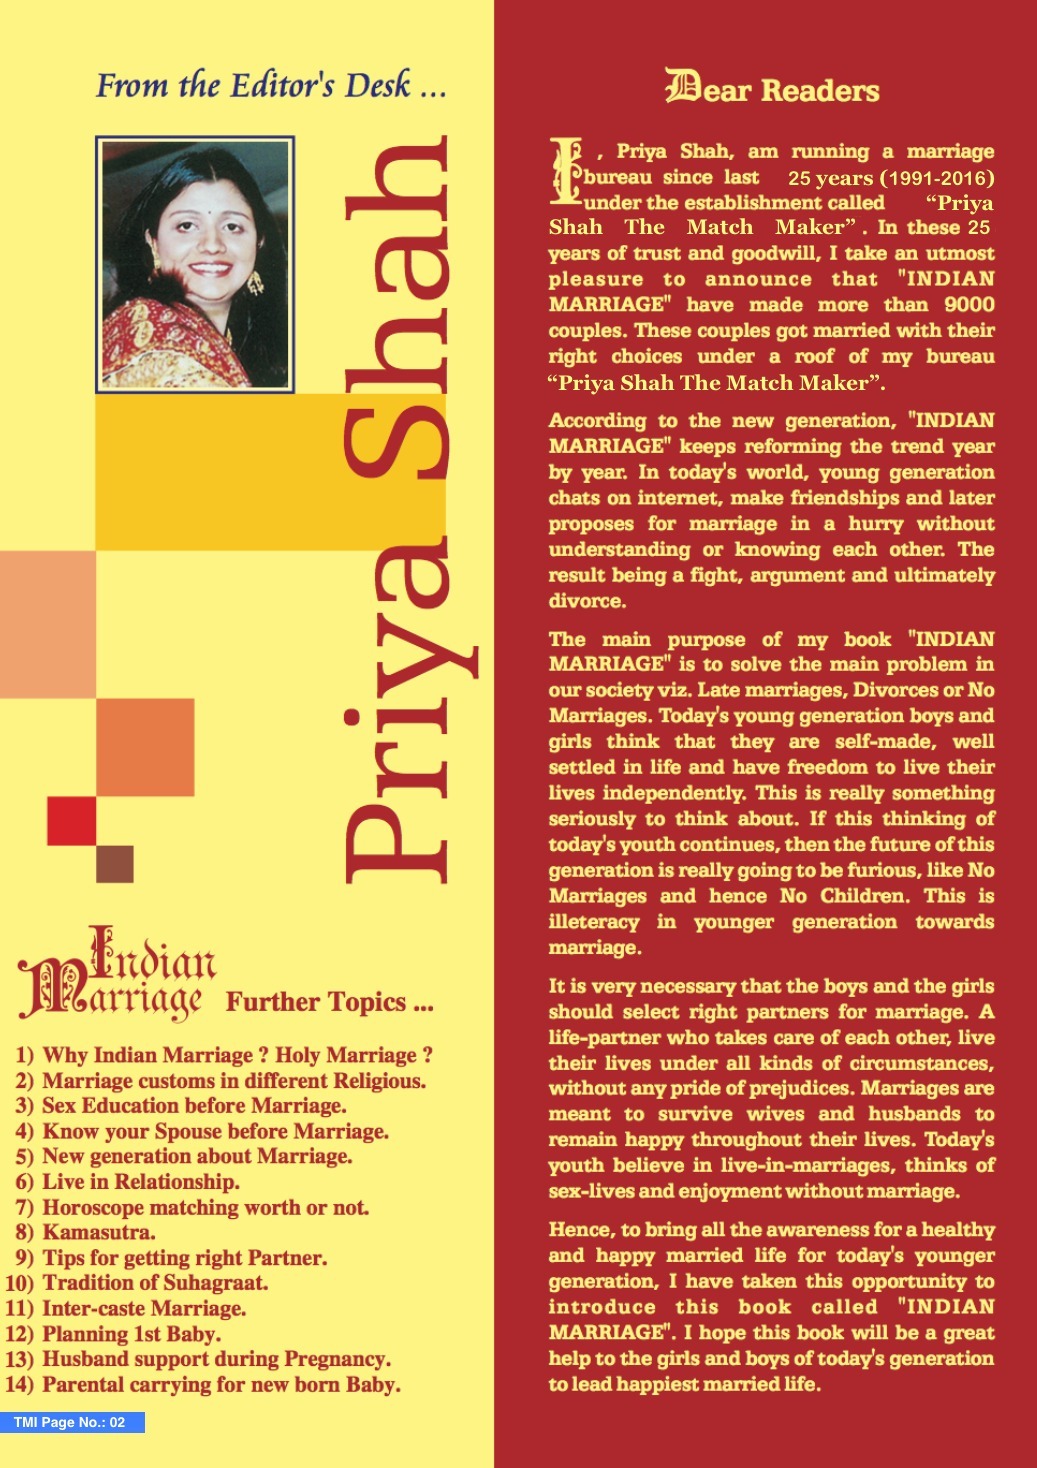 From the Editor's Desk ...
Priya Shah
Indian
Marriage Further Topics ...
1) Why Indian Marriage ? Holy Marriage ?
2) Marriage customs in different Religious.
3) Sex Education before Marriage.
4) Know your Spouse before Marriage.
5) New generation about Marriage.
6) Live in Relationship.
7) Horoscope matching worth or not.
8) Kamasutra.
9) Tips for getting right Partner.
10) Tradition of Suhagraat.
11) Inter-caste Marriage.
12) Planning 1st Baby.
13) Husband support during Pregnancy.
14) Parental carrying for new born Baby.
TMI Page No.: 02
Dear Readers
I , Priya Shah, am running a marriage
bureau since last 25 years (1991-2016)
under the establishment called “Priya
Shah The Match Maker” . In these 25
years of trust and goodwill, I take an utmost
pleasure to announce that "INDIAN
MARRIAGE" have made more than 9000
couples. These couples got married with their
right choices under a roof of my bureau
“Priya Shah The Match Maker”.
According to the new generation, "INDIAN
MARRIAGE" keeps reforming the trend year
by year. In today's world, young generation
chats on internet, make friendships and later
proposes for marriage in a hurry without
understanding or knowing each other. The
result being a fight, argument and ultimately
divorce.
The main purpose of my book "INDIAN
MARRIAGE" is to solve the main problem in
our society viz. Late marriages, Divorces or No
Marriages. Today's young generation boys and
girls think that they are self-made, well
settled in life and have freedom to live their
lives independently. This is really something
seriously to think about. If this thinking of
today's youth continues, then the future of this
generation is really going to be furious, like No
Marriages and hence No Children. This is
illeteracy in younger generation towards
marriage.
It is very necessary that the boys and the girls
should select right partners for marriage. A
life-partner who takes care of each other, live
their lives under all kinds of circumstances,
without any pride of prejudices. Marriages are
meant to survive wives and husbands to
remain happy throughout their lives. Today's
youth believe in live-in-marriages, thinks of
sex-lives and enjoyment without marriage.
Hence, to bring all the awareness for a healthy
and happy married life for today's younger
generation, I have taken this opportunity to
introduce this book called "INDIAN
MARRIAGE". I hope this book will be a great
help to the girls and boys of today's generation
to lead happiest married life.